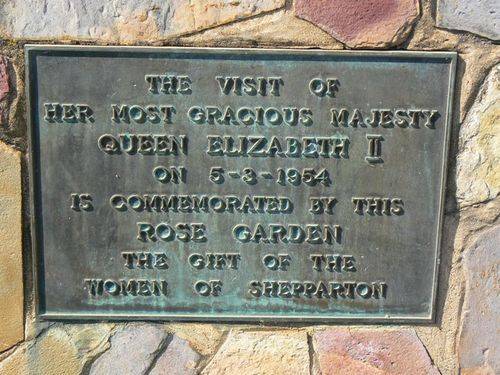 THE VISIT OF
HER MOST GRACIOUS MAJESTY
QUEEN ELIZABETH II
ON 5-3-1954
IS COMMEMORATED BY THIS
ROSE GARDEN
THE GIFT OF THE
WOMEN OF SHEPPARTON